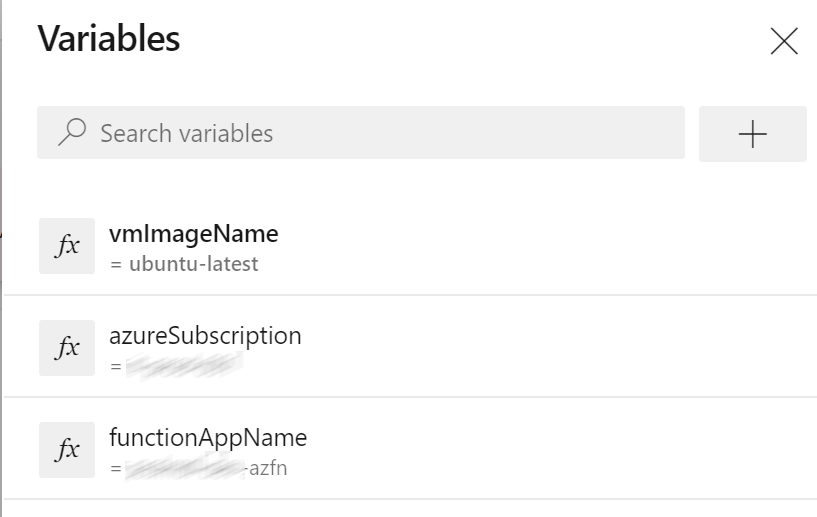 Variables
Search variables
fx vmImageName
= ubuntu-latest
fx azureSubscription
=
fx functionAppName
= -azfn